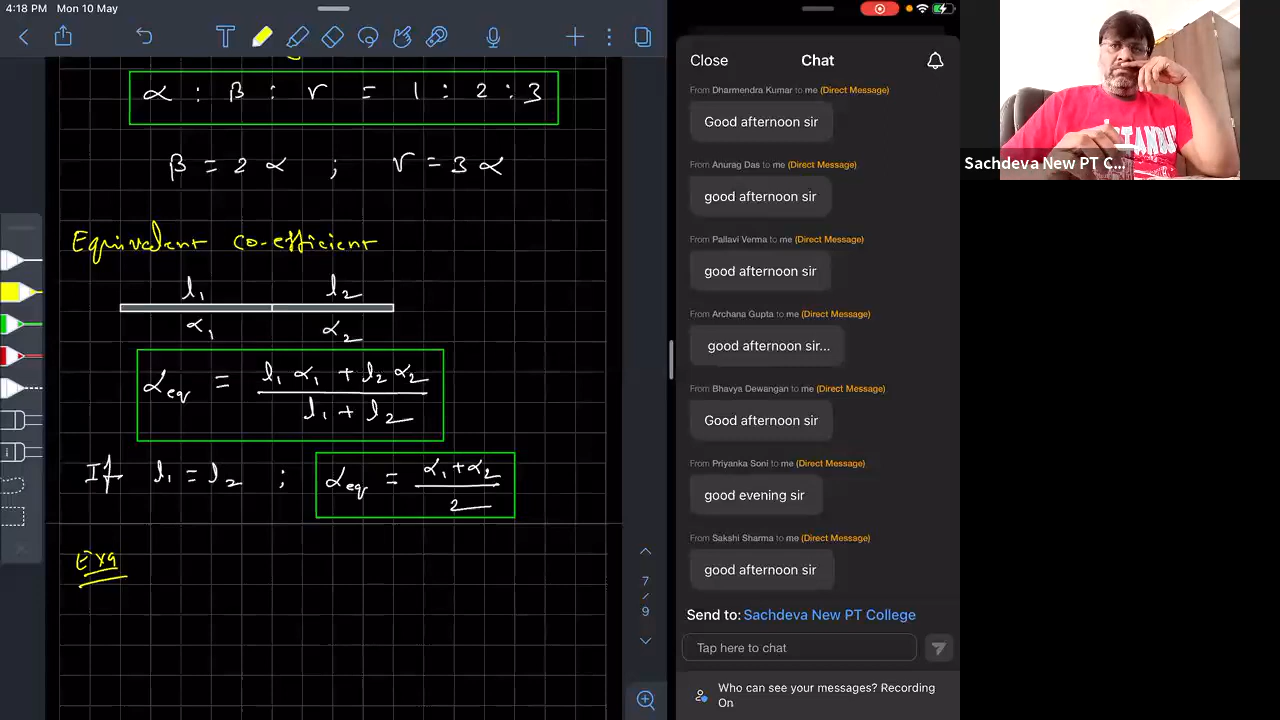 4:18 PM Mon 10 May
α : β : γ = 1 : 2 : 3
β = 2α ; γ = 3α
Equivalent co-efficient
l₁ l₂
α₁ α₂
α_eq = (l₁ α₁ + l₂ α₂) / (l₁ + l₂)
If l₁ = l₂ ; α_eq = (α₁ + α₂) / 2
Exa
7
/
9
Close Chat
From Dharmendra Kumar to me (Direct Message)
Good afternoon sir
From Anurag Das to me (Direct Message)
good afternoon sir
From Pallavi Verma to me (Direct Message)
good afternoon sir
From Archana Gupta to me (Direct Message)
good afternoon sir...
From Bhavya Dewangan to me (Direct Message)
Good afternoon sir
From Priyanka Soni to me (Direct Message)
good evening sir
From Sakshi Sharma to me (Direct Message)
good afternoon sir
Send to: Sachdeva New PT College
Tap here to chat
Who can see your messages? Recording
On
Sachdeva New PT C...